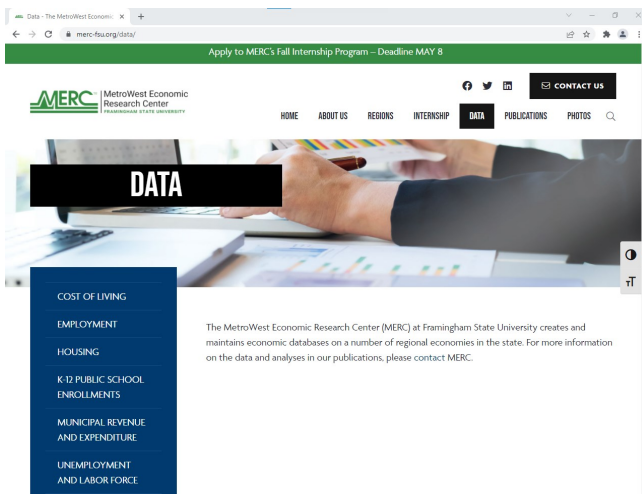 Data - The MetroWest Economic
merc-fsu.org/data/
Apply to MERC's Fall Internship Program – Deadline MAY 8
MERC
MetroWest Economic
Research Center
FRAMINGHAM STATE UNIVERSITY
CONTACT US
HOME ABOUT US REGIONS INTERNSHIP DATA PUBLICATIONS PHOTOS
DATA
COST OF LIVING
EMPLOYMENT
HOUSING
K-12 PUBLIC SCHOOL
ENROLLMENTS
MUNICIPAL REVENUE
AND EXPENDITURE
UNEMPLOYMENT
AND LABOR FORCE
The MetroWest Economic Research Center (MERC) at Framingham State University creates and
maintains economic databases on a number of regional economies in the state. For more information
on the data and analyses in our publications, please contact MERC.